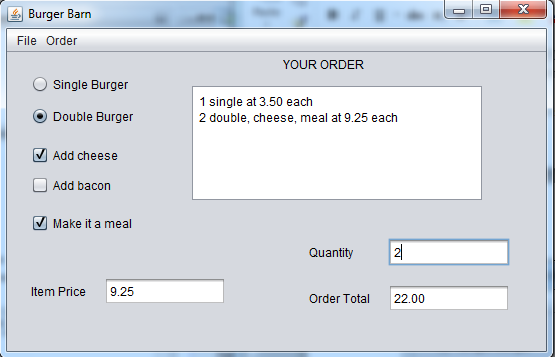 Burger Barn
File Order
YOUR ORDER
Single Burger
Double Burger
Add cheese
Add bacon
Make it a meal
1 single at 3.50 each
2 double, cheese, meal at 9.25 each
Quantity 2
Item Price 9.25
Order Total 22.00